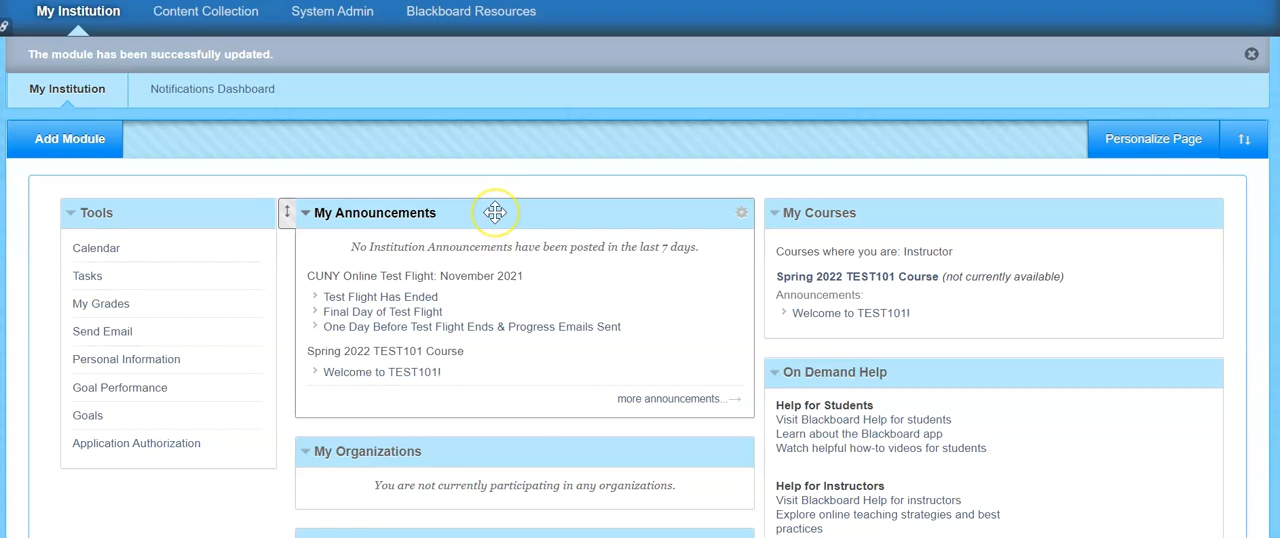 My Institution
Content Collection
System Admin
Blackboard Resources
The module has been successfully updated.
My Institution
Notifications Dashboard
Add Module
Personalize Page
Tools
Calendar
Tasks
My Grades
Send Email
Personal Information
Goal Performance
Goals
Application Authorization
My Announcements
No Institution Announcements have been posted in the last 7 days.
CUNY Online Test Flight: November 2021
Test Flight Has Ended
Final Day of Test Flight
One Day Before Test Flight Ends & Progress Emails Sent
Spring 2022 TEST101 Course
Welcome to TEST101!
more announcements...→
My Organizations
You are not currently participating in any organizations.
My Courses
Courses where you are: Instructor
Spring 2022 TEST101 Course (not currently available)
Announcements:
Welcome to TEST101!
On Demand Help
Help for Students
Visit Blackboard Help for students
Learn about the Blackboard app
Watch helpful how-to videos for students
Help for Instructors
Visit Blackboard Help for instructors
Explore online teaching strategies and best
practices